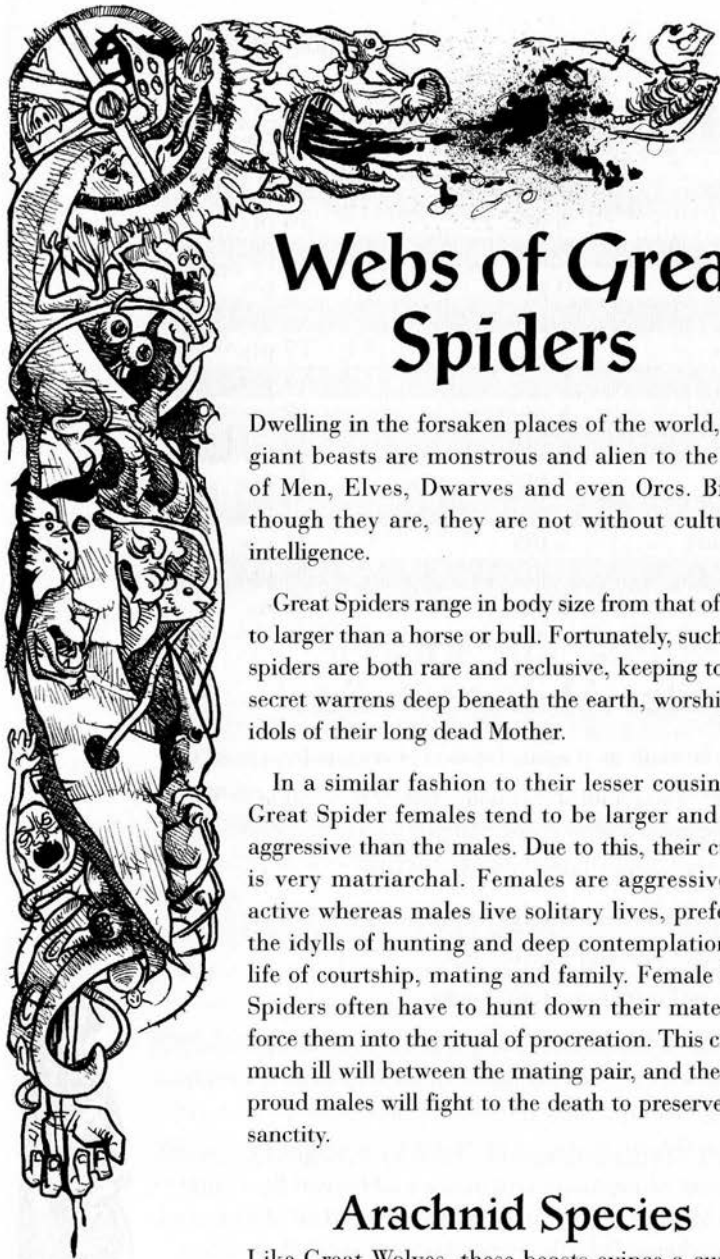 Webs of Grea
Spiders
Dwelling in the forsaken places of the world,
giant beasts are monstrous and alien to the
of Men, Elves, Dwarves and even Orcs. B
though they are, they are not without cultu
intelligence.
Great Spiders range in body size from that of
to larger than a horse or bull. Fortunately, such
spiders are both rare and reclusive, keeping to
secret warrens deep beneath the earth, worshi
idols of their long dead Mother.
In a similar fashion to their lesser cousin
Great Spider females tend to be larger and
aggressive than the males. Due to this, their c
is very matriarchal. Females are aggressive
active whereas males live solitary lives, prefe
the idylls of hunting and deep contemplation
life of courtship, mating and family. Female
Spiders often have to hunt down their mate
force them into the ritual of procreation. This c
much ill will between the mating pair, and the
proud males will fight to the death to preserve
sanctity.
Arachnid Species
Like Great Wolves, these beasts evince a